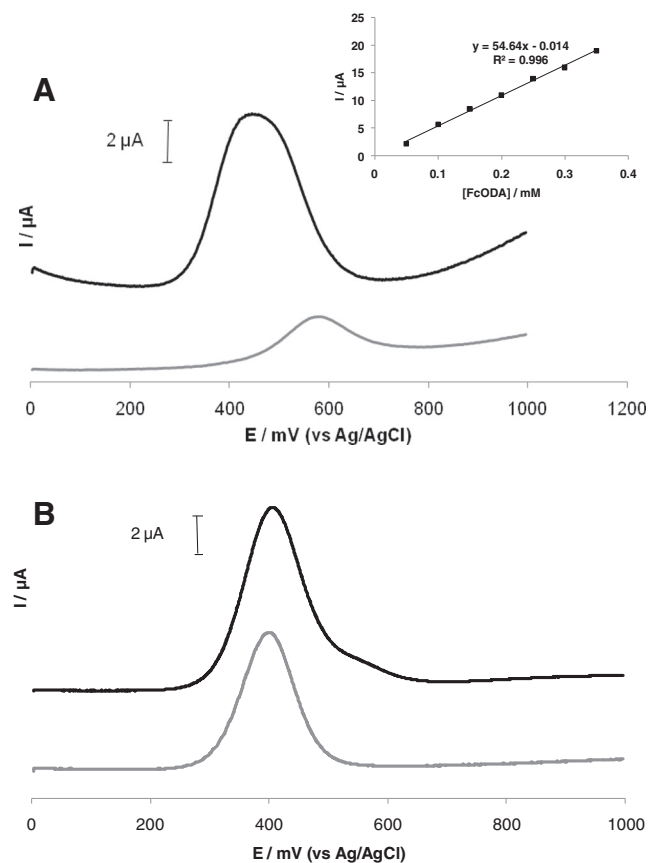 A
2 µA
I / µA
25
20
15
10
5
0
I / µA
y = 54.64x - 0.014
R² = 0.996
0 0.1 0.2 0.3 0.4
[FcODA] / mM
0 200 400 600 800 1000 1200
E / mV (vs Ag/AgCl)
B
2 µA
I / µA
0 200 400 600 800 1000
E / mV (vs Ag/AgCl)